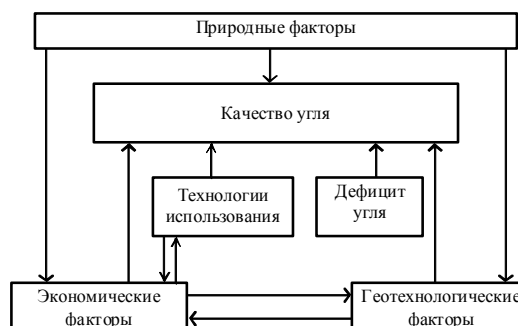 Природные факторы
Качество угля
Технологии
использования
Дефицит
угля
Экономические
факторы
Геотехнологические
факторы